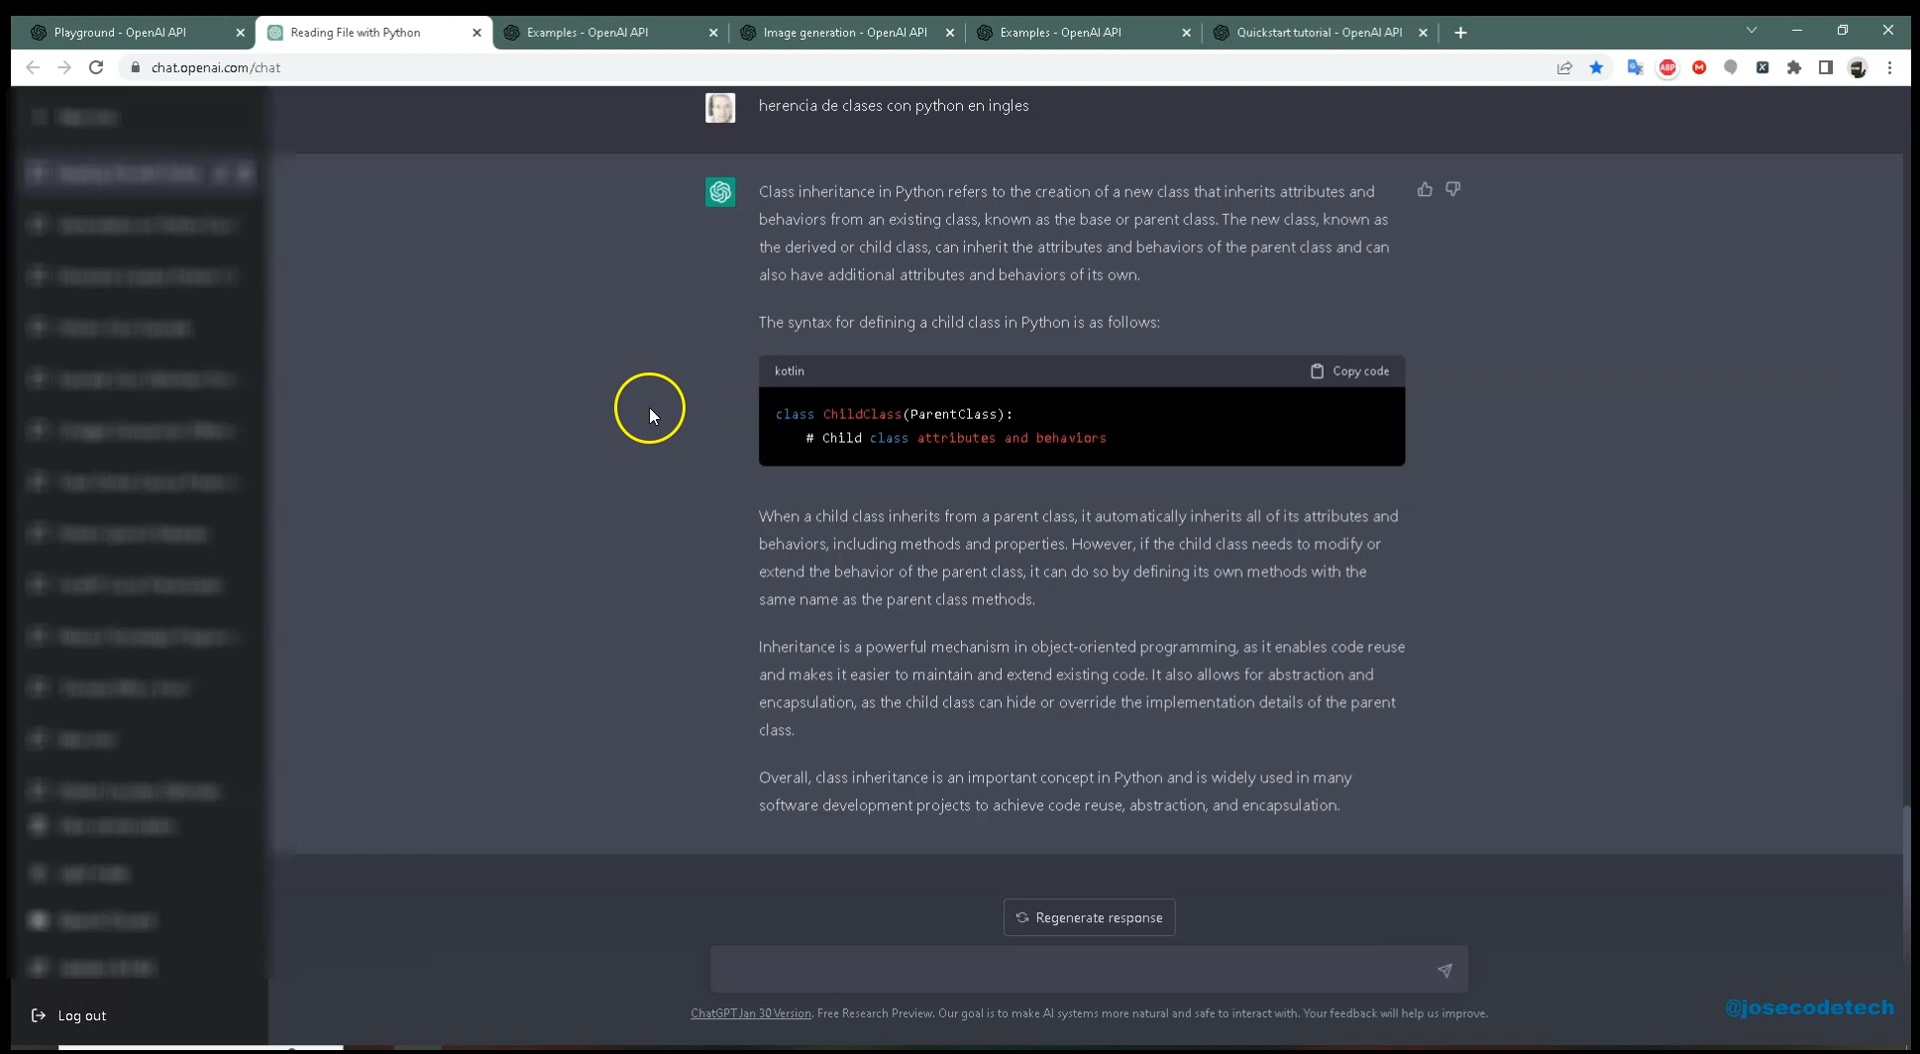 Playground - OpenAI API
Reading File with Python
Examples - OpenAI API
Image generation - OpenAI API
Examples - OpenAI API
Quickstart tutorial - OpenAI API
chat.openai.com/chat
ABP
herencia de clases con python en ingles
Class inheritance in Python refers to the creation of a new class that inherits attributes and
behaviors from an existing class, known as the base or parent class. The new class, known as
the derived or child class, can inherit the attributes and behaviors of the parent class and can
also have additional attributes and behaviors of its own.
The syntax for defining a child class in Python is as follows:
kotlin
Copy code
class ChildClass(ParentClass):
# Child class attributes and behaviors
When a child class inherits from a parent class, it automatically inherits all of its attributes and
behaviors, including methods and properties. However, if the child class needs to modify or
extend the behavior of the parent class, it can do so by defining its own methods with the
same name as the parent class methods.
Inheritance is a powerful mechanism in object-oriented programming, as it enables code reuse
and makes it easier to maintain and extend existing code. It also allows for abstraction and
encapsulation, as the child class can hide or override the implementation details of the parent
class.
Overall, class inheritance is an important concept in Python and is widely used in many
software development projects to achieve code reuse, abstraction, and encapsulation.
Regenerate response
Log out
ChatGPT Jan 30 Version. Free Research Preview. Our goal is to make AI systems more natural and safe to interact with. Your feedback will help us improve.
@josecodetech